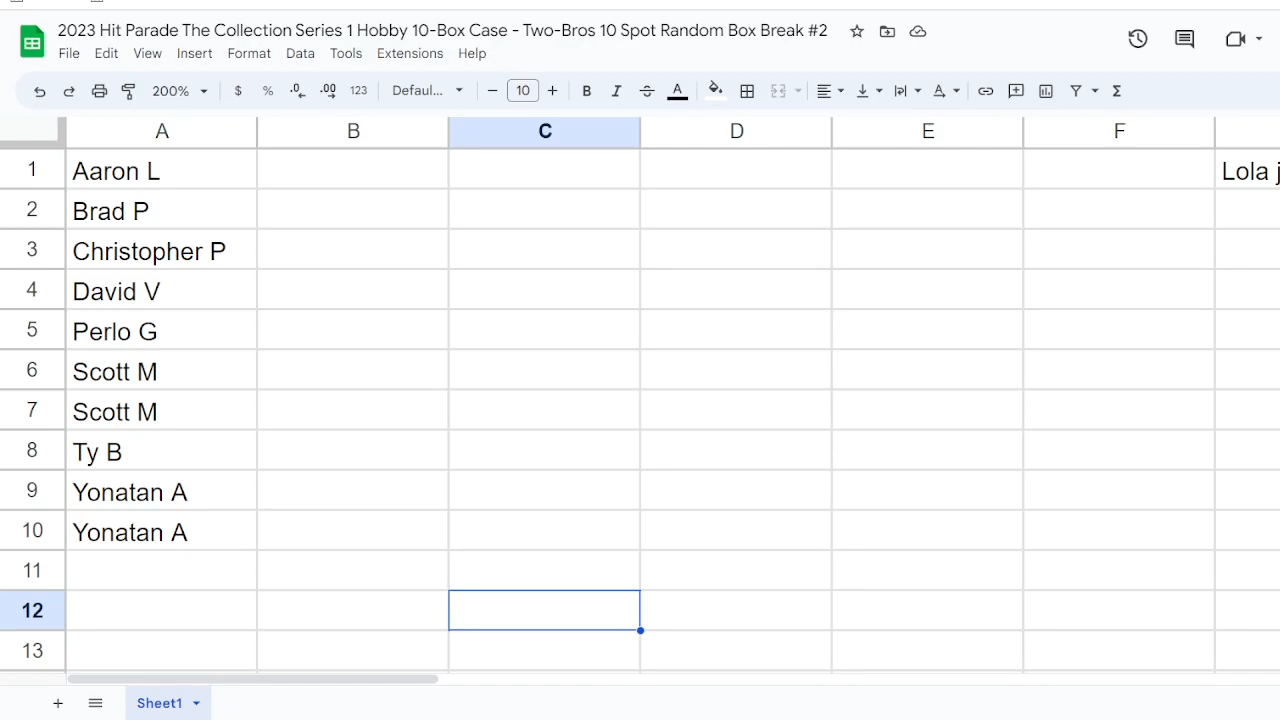 2023 Hit Parade The Collection Series 1 Hobby 10-Box Case - Two-Bros 10 Spot Random Box Break #2
File Edit View Insert Format Data Tools Extensions Help
200% $ % .0 .00 123 Defaul... 10 B I A
A B C D E F
1 Aaron L Lola j
2 Brad P
3 Christopher P
4 David V
5 Perlo G
6 Scott M
7 Scott M
8 Ty B
9 Yonatan A
10 Yonatan A
11
12
13
Sheet1